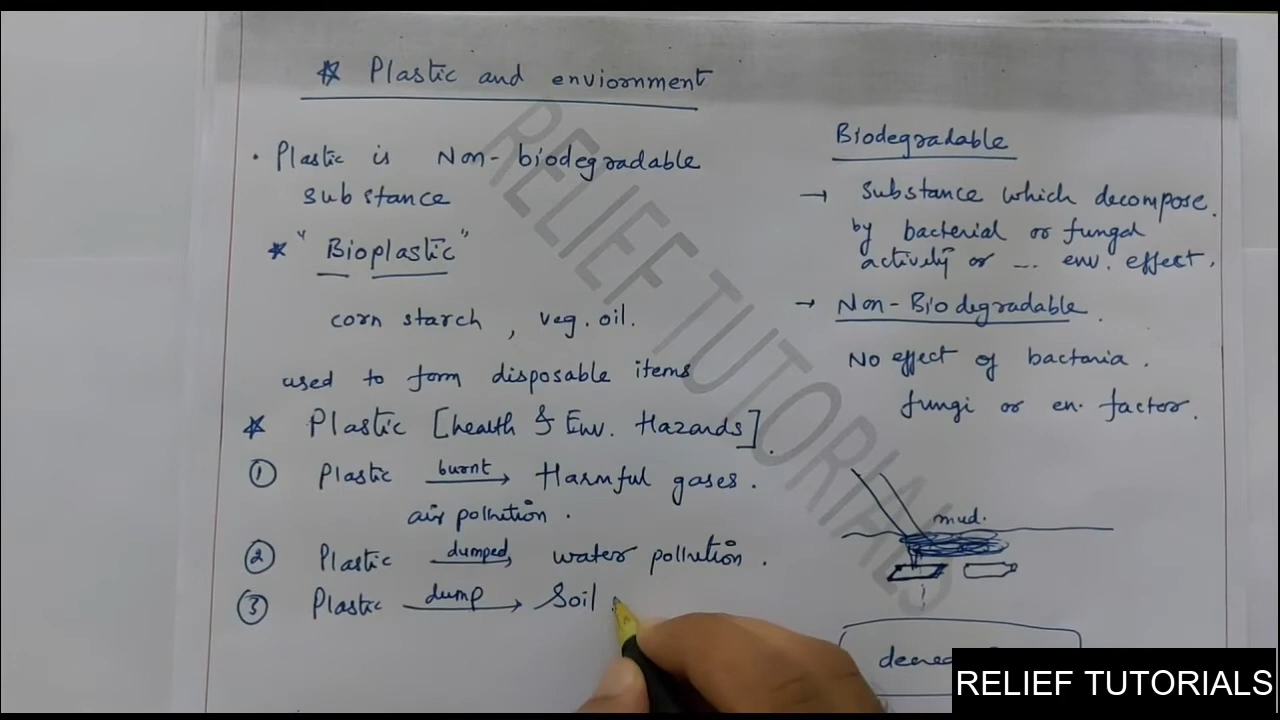 * Plastic and enviornment
• Plastic is Non-biodegradable
substance
* "Bioplastic"
corn starch, veg. oil.
used to form disposable items
* Plastic [health & Env. Hazards].
① Plastic burnt → Harmful gases.
air pollution.
② Plastic dumped → water pollution.
③ Plastic dump → Soil
Biodegradable
→ Substance which decompose.
by bacterial or fungal
activity or ... env. effect.
→ Non-Biodegradable.
No effect of bacteria.
fungi or en. factor.
mud.
RELIEF TUTORIALS
RELIEF TUTORIALS